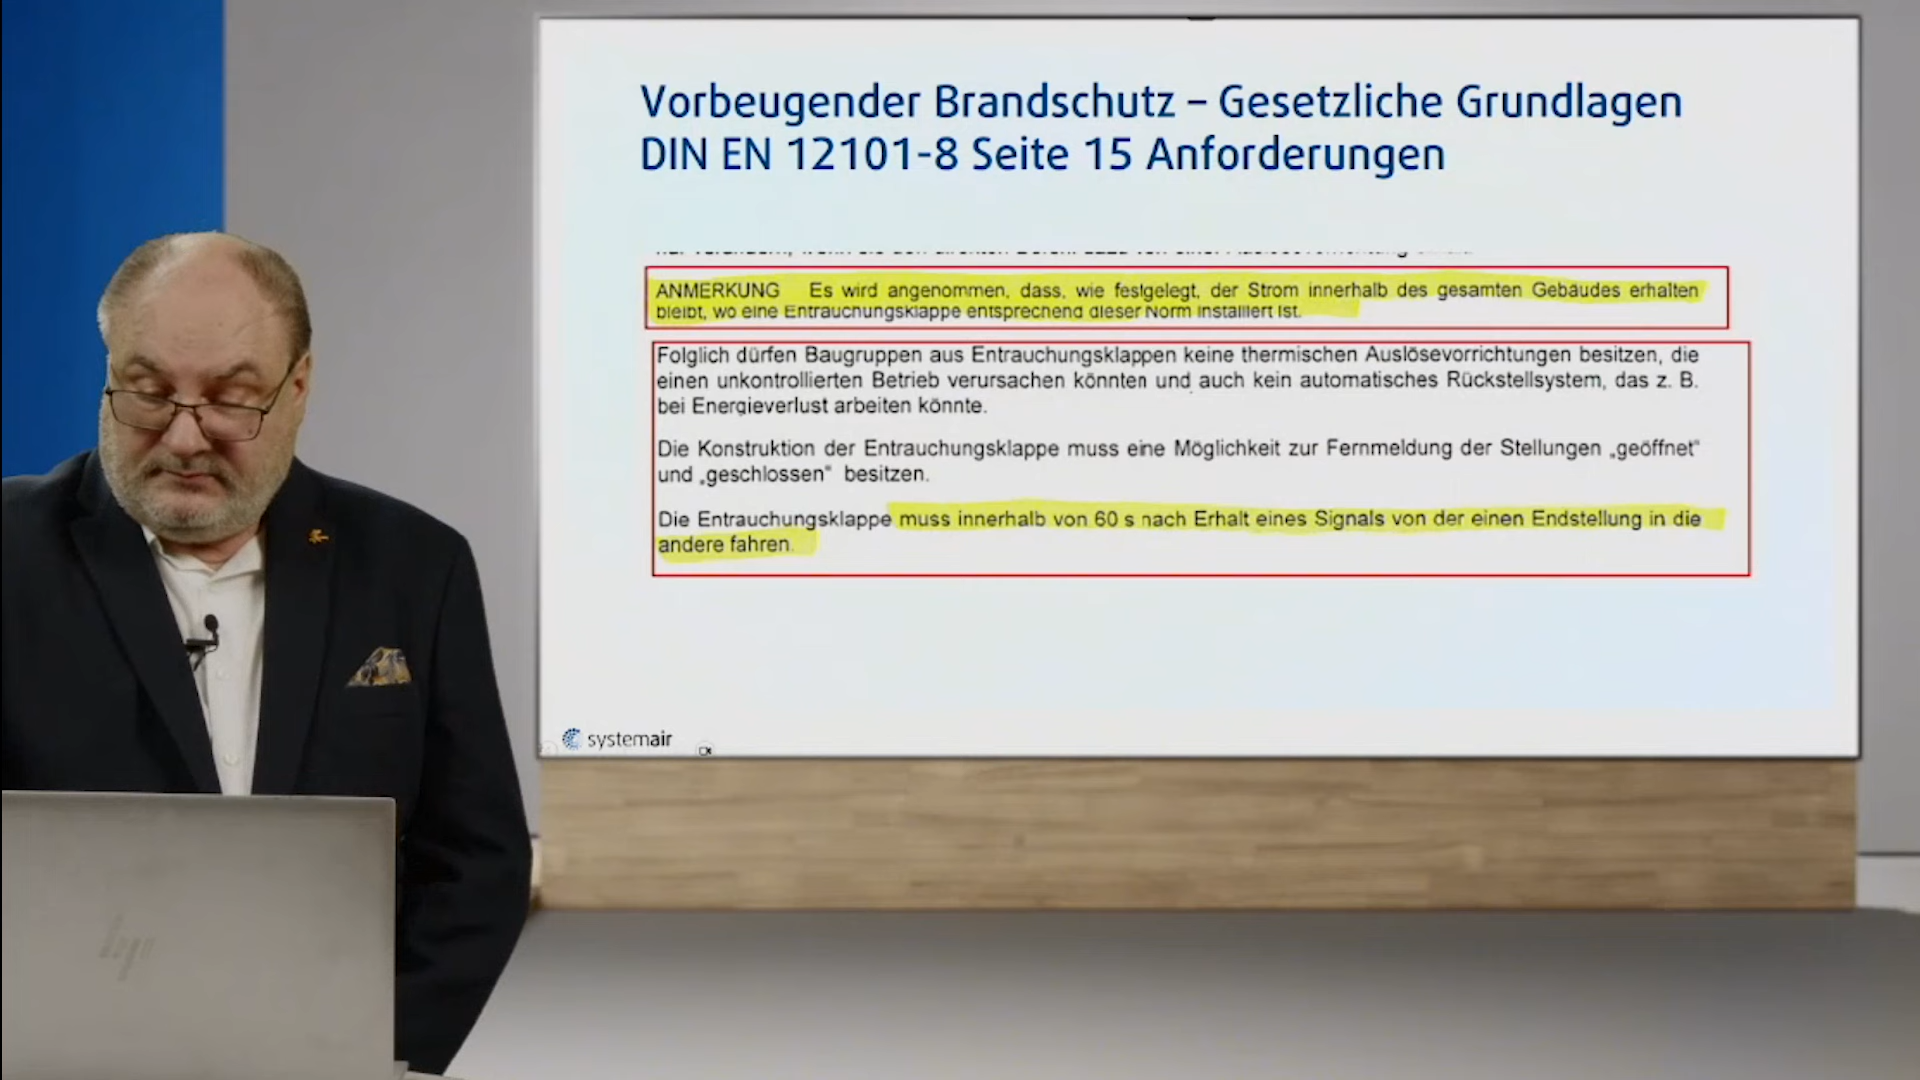 Vorbeugender Brandschutz – Gesetzliche Grundlagen
DIN EN 12101-8 Seite 15 Anforderungen
ANMERKUNG Es wird angenommen, dass, wie festgelegt, der Strom innerhalb des gesamten Gebäudes erhalten
bleibt, wo eine Entrauchungsklappe entsprechend dieser Norm installiert ist.
Folglich dürfen Baugruppen aus Entrauchungsklappen keine thermischen Auslösevorrichtungen besitzen, die
einen unkontrollierten Betrieb verursachen könnten und auch kein automatisches Rückstellsystem, das z. B.
bei Energieverlust arbeiten könnte.
Die Konstruktion der Entrauchungsklappe muss eine Möglichkeit zur Fernmeldung der Stellungen „geöffnet“
und „geschlossen“ besitzen.
Die Entrauchungsklappe muss innerhalb von 60 s nach Erhalt eines Signals von der einen Endstellung in die
andere fahren.
systemair